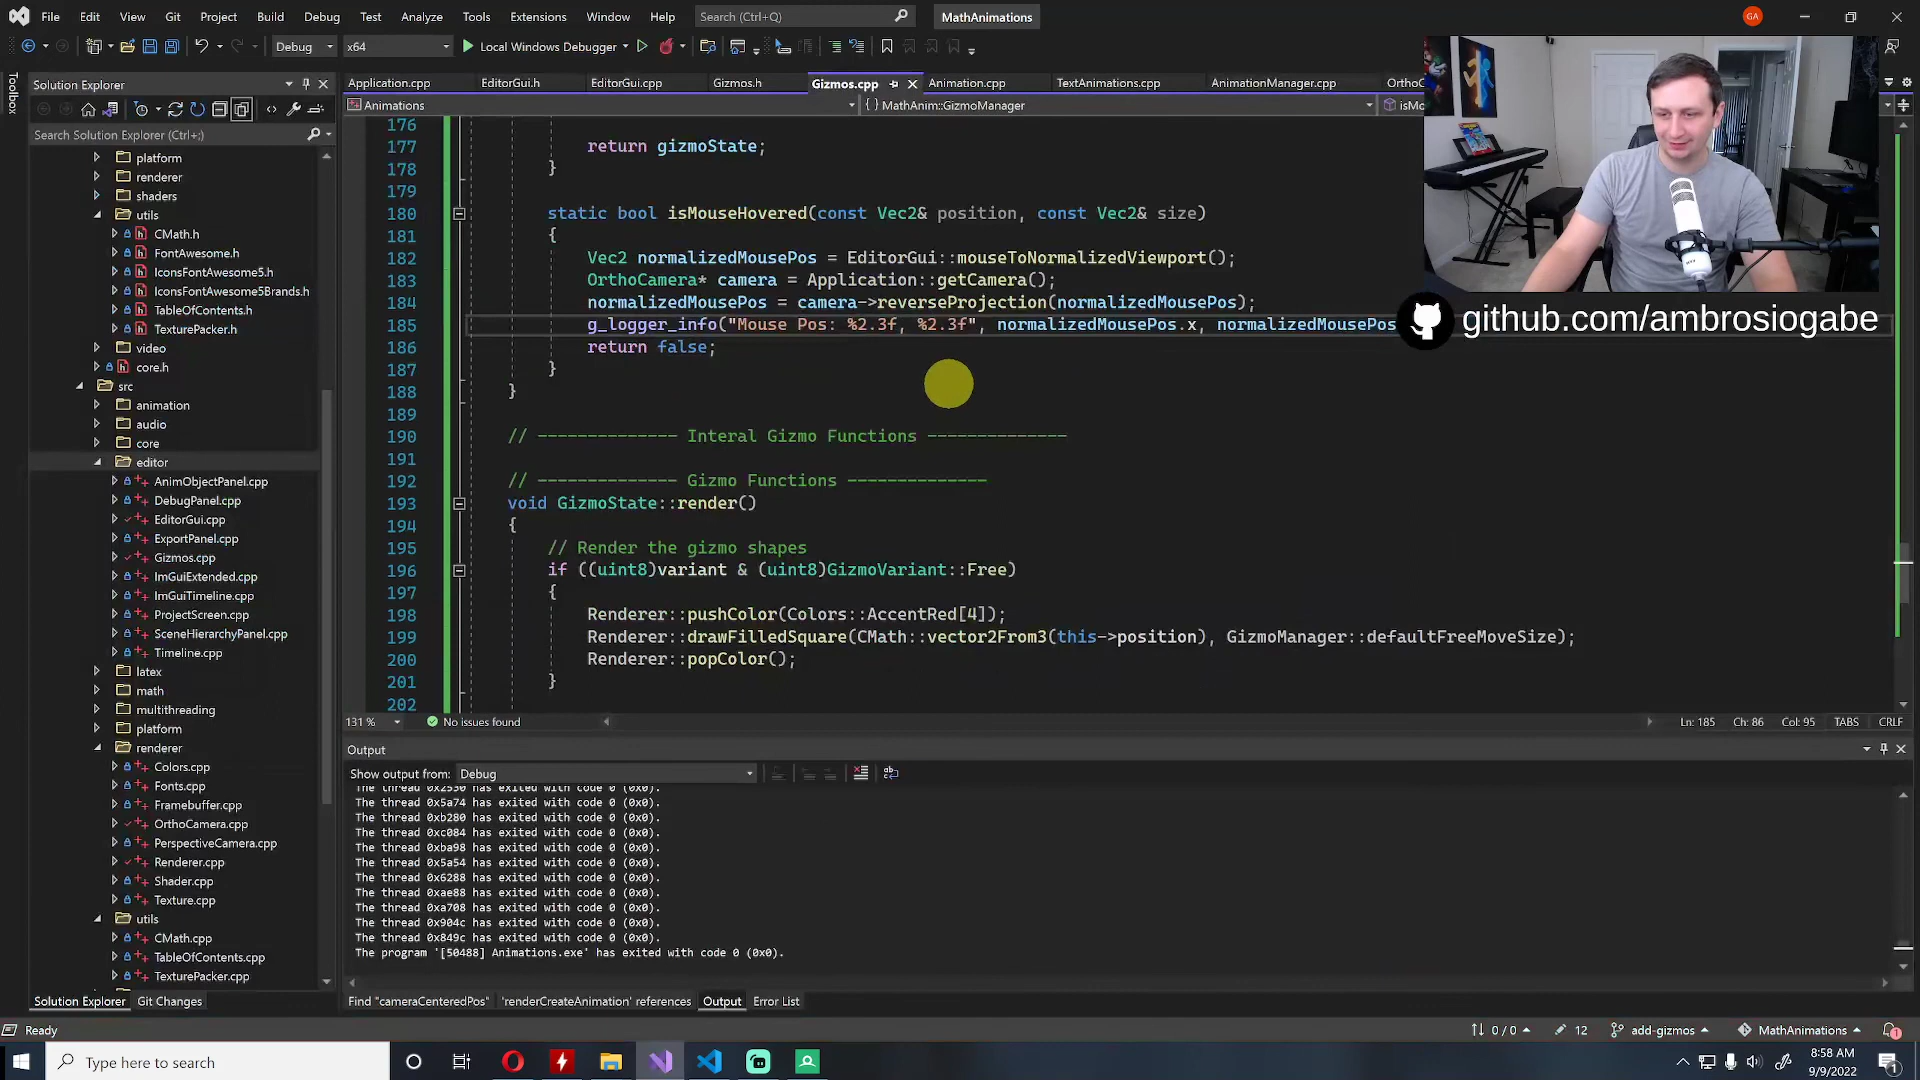 File Edit View Git Project Build Debug Test Analyze Tools Extensions Window Help Search (Ctrl+Q) MathAnimations GA
Debug x64 Local Windows Debugger
Toolbox
Solution Explorer
Search Solution Explorer (Ctrl+;)
platform
renderer
shaders
utils
CMath.h
FontAwesome.h
IconsFontAwesome5.h
IconsFontAwesome5Brands.h
TableOfContents.h
TexturePacker.h
video
core.h
src
animation
audio
core
editor
AnimObjectPanel.cpp
DebugPanel.cpp
EditorGui.cpp
ExportPanel.cpp
Gizmos.cpp
ImGuiExtended.cpp
ImGuiTimeline.cpp
ProjectScreen.cpp
SceneHierarchyPanel.cpp
Timeline.cpp
latex
math
multithreading
platform
renderer
Colors.cpp
Fonts.cpp
Framebuffer.cpp
OrthoCamera.cpp
PerspectiveCamera.cpp
Renderer.cpp
Shader.cpp
Texture.cpp
utils
CMath.cpp
TableOfContents.cpp
TexturePacker.cpp
Solution Explorer Git Changes
Application.cpp EditorGui.h EditorGui.cpp Gizmos.h Gizmos.cpp Animation.cpp TextAnimations.cpp AnimationManager.cpp OrthoC
Animations {} MathAnim::GizmoManager isMo
176
177 return gizmoState;
178 }
179
180 static bool isMouseHovered(const Vec2& position, const Vec2& size)
181 {
182 Vec2 normalizedMousePos = EditorGui::mouseToNormalizedViewport();
183 OrthoCamera* camera = Application::getCamera();
184 normalizedMousePos = camera->reverseProjection(normalizedMousePos);
185 g_logger_info("Mouse Pos: %2.3f, %2.3f", normalizedMousePos.x, normalizedMousePos
186 return false;
187 }
188 }
189
190 // -------------- Interal Gizmo Functions --------------
191
192 // -------------- Gizmo Functions --------------
193 void GizmoState::render()
194 {
195 // Render the gizmo shapes
196 if ((uint8)variant & (uint8)GizmoVariant::Free)
197 {
198 Renderer::pushColor(Colors::AccentRed[4]);
199 Renderer::drawFilledSquare(CMath::vector2From3(this->position), GizmoManager::defaultFreeMoveSize);
200 Renderer::popColor();
201 }
202
github.com/ambrosiogabe
131 % No issues found Ln: 185 Ch: 86 Col: 95 TABS CRLF
Output
Show output from: Debug
The thread 0x2530 has exited with code 0 (0x0).
The thread 0x5a74 has exited with code 0 (0x0).
The thread 0xb280 has exited with code 0 (0x0).
The thread 0xc084 has exited with code 0 (0x0).
The thread 0xba98 has exited with code 0 (0x0).
The thread 0x5a54 has exited with code 0 (0x0).
The thread 0x6288 has exited with code 0 (0x0).
The thread 0xae88 has exited with code 0 (0x0).
The thread 0xa708 has exited with code 0 (0x0).
The thread 0x904c has exited with code 0 (0x0).
The thread 0x849c has exited with code 0 (0x0).
The program '[50488] Animations.exe' has exited with code 0 (0x0).
Find "cameraCenteredPos" 'renderCreateAnimation' references Output Error List
Ready 0 / 0 12 add-gizmos MathAnimations 1
Type here to search
8:58 AM
9/9/2022
1